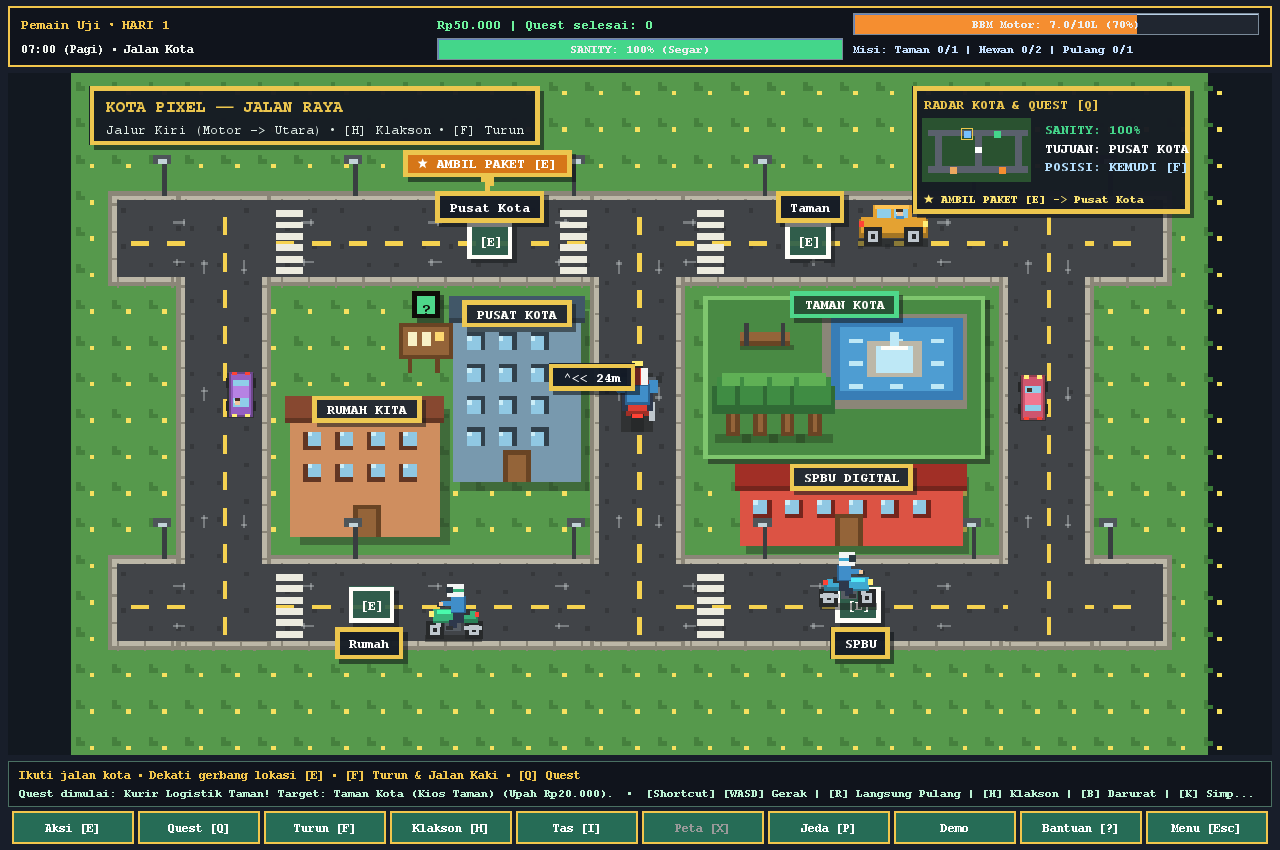 Pemain Uji • HARI 1
Rp50.000 | Quest selesai: 0
BBM Motor: 7.0/10L (70%)
07:00 (Pagi) • Jalan Kota
SANITY: 100% (Segar)
Misi: Taman 0/1 | Hewan 0/2 | Pulang 0/1
KOTA PIXEL — JALAN RAYA
Jalur Kiri (Motor -> Utara) • [H] Klakson • [F] Turun
RADAR KOTA & QUEST [Q]
SANITY: 100%
TUJUAN: PUSAT KOTA
POSISI: KEMUDI [F]
★ AMBIL PAKET [E] -> Pusat Kota
★ AMBIL PAKET [E]
Pusat Kota
Taman
[E]
[E]
?
PUSAT KOTA
TAMAN KOTA
^<< 24m
RUMAH KITA
SPBU DIGITAL
[E]
Rumah
SPBU
Ikuti jalan kota • Dekati gerbang lokasi [E] • [F] Turun & Jalan Kaki • [Q] Quest
Quest dimulai: Kurir Logistik Taman! Target: Taman Kota (Kios Taman) (Upah Rp20.000). • [Shortcut] [WASD] Gerak | [R] Langsung Pulang | [H] Klakson | [B] Darurat | [K] Simp...
Aksi [E]
Quest [Q]
Turun [F]
Klakson [H]
Tas [I]
Peta [X]
Jeda [P]
Demo
Bantuan [?]
Menu [Esc]